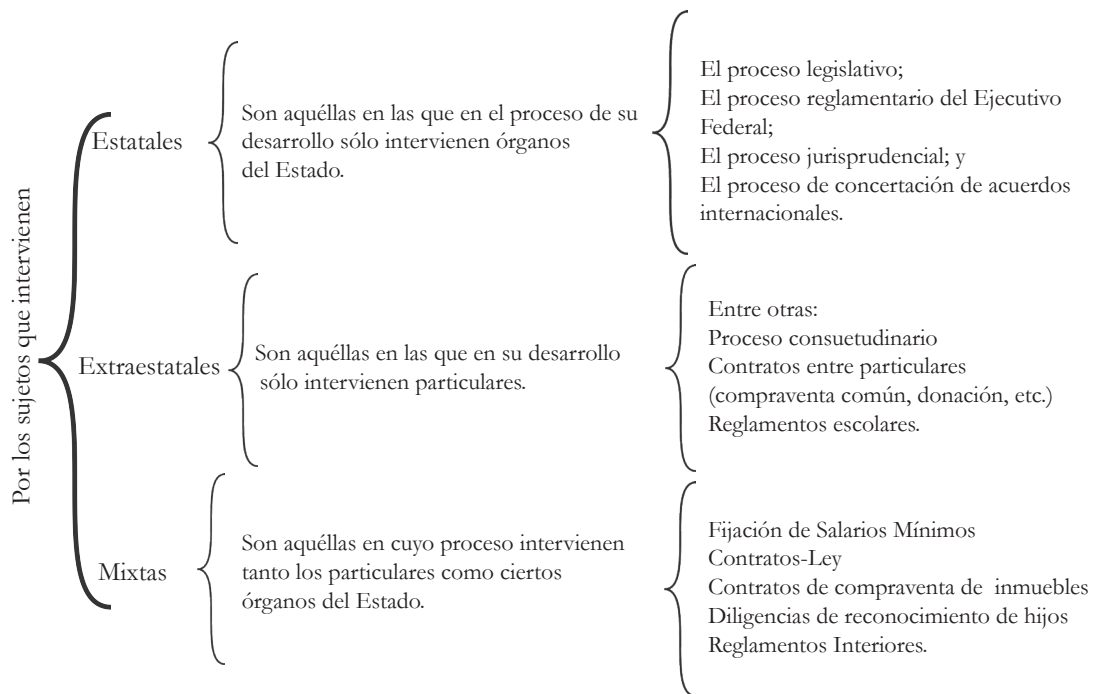 Por los sujetos que intervienen
Estatales
Son aquéllas en las que en el proceso de su
desarrollo sólo intervienen órganos
del Estado.
El proceso legislativo;
El proceso reglamentario del Ejecutivo
Federal;
El proceso jurisprudencial; y
El proceso de concertación de acuerdos
internacionales.
Extraestatales
Son aquéllas en las que en su desarrollo
sólo intervienen particulares.
Entre otras:
Proceso consuetudinario
Contratos entre particulares
(compraventa común, donación, etc.)
Reglamentos escolares.
Mixtas
Son aquéllas en cuyo proceso intervienen
tanto los particulares como ciertos
órganos del Estado.
Fijación de Salarios Mínimos
Contratos-Ley
Contratos de compraventa de inmuebles
Diligencias de reconocimiento de hijos
Reglamentos Interiores.